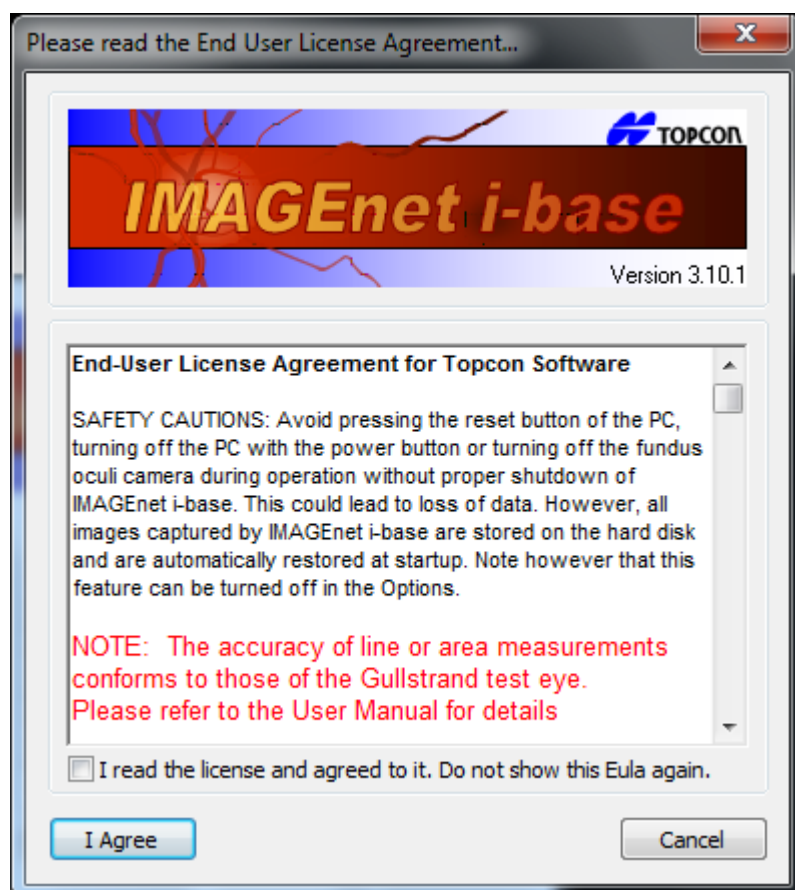 Please read the End User License Agreement...
TOPCON
IMAGEnet i-base
Version 3.10.1
End-User License Agreement for Topcon Software
SAFETY CAUTIONS: Avoid pressing the reset button of the PC,
turning off the PC with the power button or turning off the fundus
oculi camera during operation without proper shutdown of
IMAGEnet i-base. This could lead to loss of data. However, all
images captured by IMAGEnet i-base are stored on the hard disk
and are automatically restored at startup. Note however that this
feature can be turned off in the Options.
NOTE: The accuracy of line or area measurements
conforms to those of the Gullstrand test eye.
Please refer to the User Manual for details
I read the license and agreed to it. Do not show this Eula again.
I Agree
Cancel